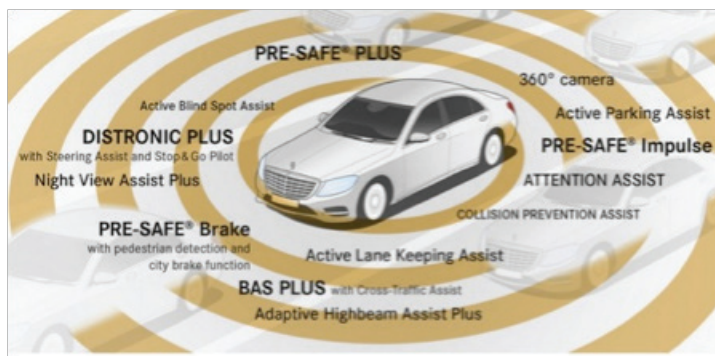 PRE-SAFE® PLUS
360° camera
Active Blind Spot Assist
Active Parking Assist
DISTRONIC PLUS
with Steering Assist and Stop&Go Pilot
PRE-SAFE® Impulse
Night View Assist Plus
ATTENTION ASSIST
COLLISION PREVENTION ASSIST
PRE-SAFE® Brake
with pedestrian detection and
city brake function
Active Lane Keeping Assist
BAS PLUS with Cross-Traffic Assist
Adaptive Highbeam Assist Plus